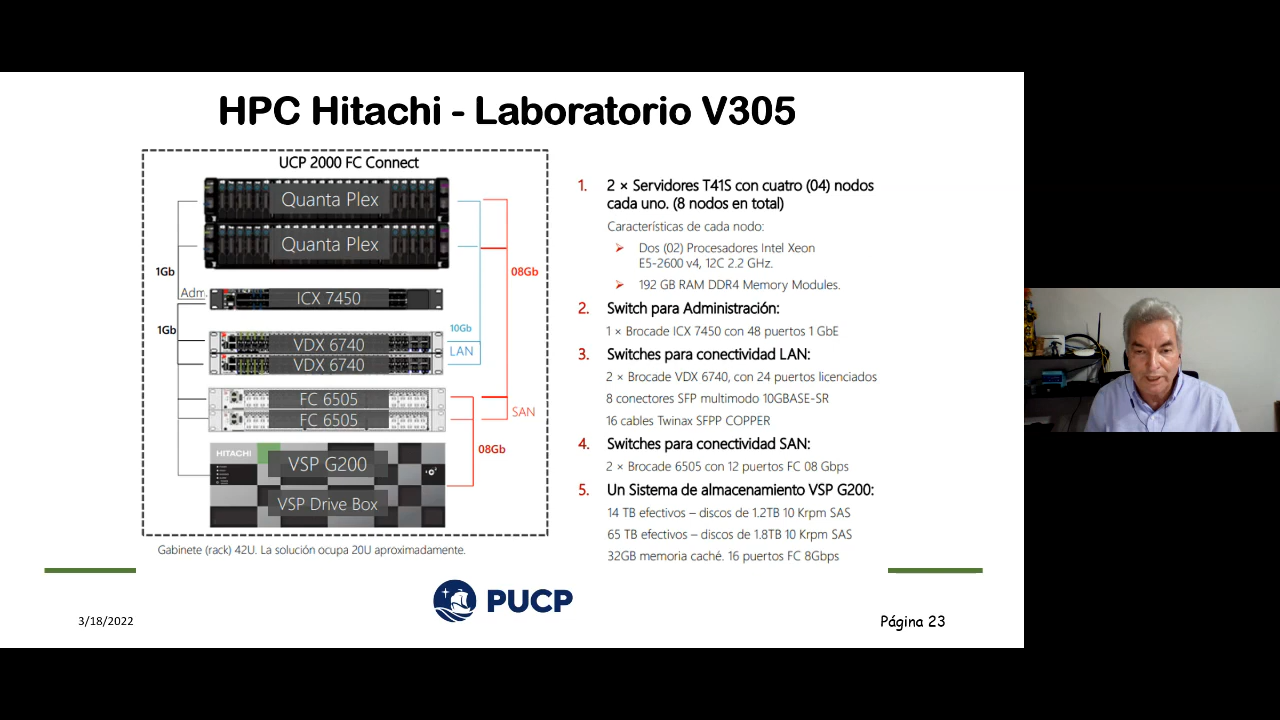 HPC Hitachi - Laboratorio V305
UCP 2000 FC Connect
Quanta Plex
Quanta Plex
1Gb
08Gb
Adm.
ICX 7450
1Gb
10Gb
VDX 6740
LAN
VDX 6740
FC 6505
SAN
FC 6505
08Gb
HITACHI
VSP G200
VSP Drive Box
Gabinete (rack) 42U. La solución ocupa 20U aproximadamente.
1. 2 × Servidores T41S con cuatro (04) nodos
cada uno. (8 nodos en total)
Características de cada nodo:
➢ Dos (02) Procesadores Intel Xeon
E5-2600 v4, 12C 2.2 GHz.
➢ 192 GB RAM DDR4 Memory Modules.
2. Switch para Administración:
1 × Brocade ICX 7450 con 48 puertos 1 GbE
3. Switches para conectividad LAN:
2 × Brocade VDX 6740, con 24 puertos licenciados
8 conectores SFP multimodo 10GBASE-SR
16 cables Twinax SFPP COPPER
4. Switches para conectividad SAN:
2 × Brocade 6505 con 12 puertos FC 08 Gbps
5. Un Sistema de almacenamiento VSP G200:
14 TB efectivos – discos de 1.2TB 10 Krpm SAS
65 TB efectivos – discos de 1.8TB 10 Krpm SAS
32GB memoria caché. 16 puertos FC 8Gbps
PUCP
3/18/2022
Página 23